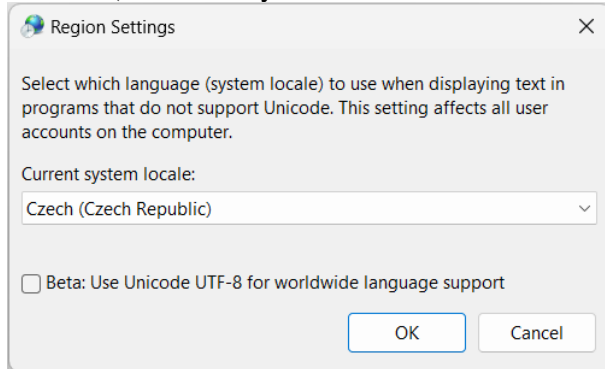 Region Settings
Select which language (system locale) to use when displaying text in
programs that do not support Unicode. This setting affects all user
accounts on the computer.
Current system locale:
Czech (Czech Republic)
Beta: Use Unicode UTF-8 for worldwide language support
OK Cancel